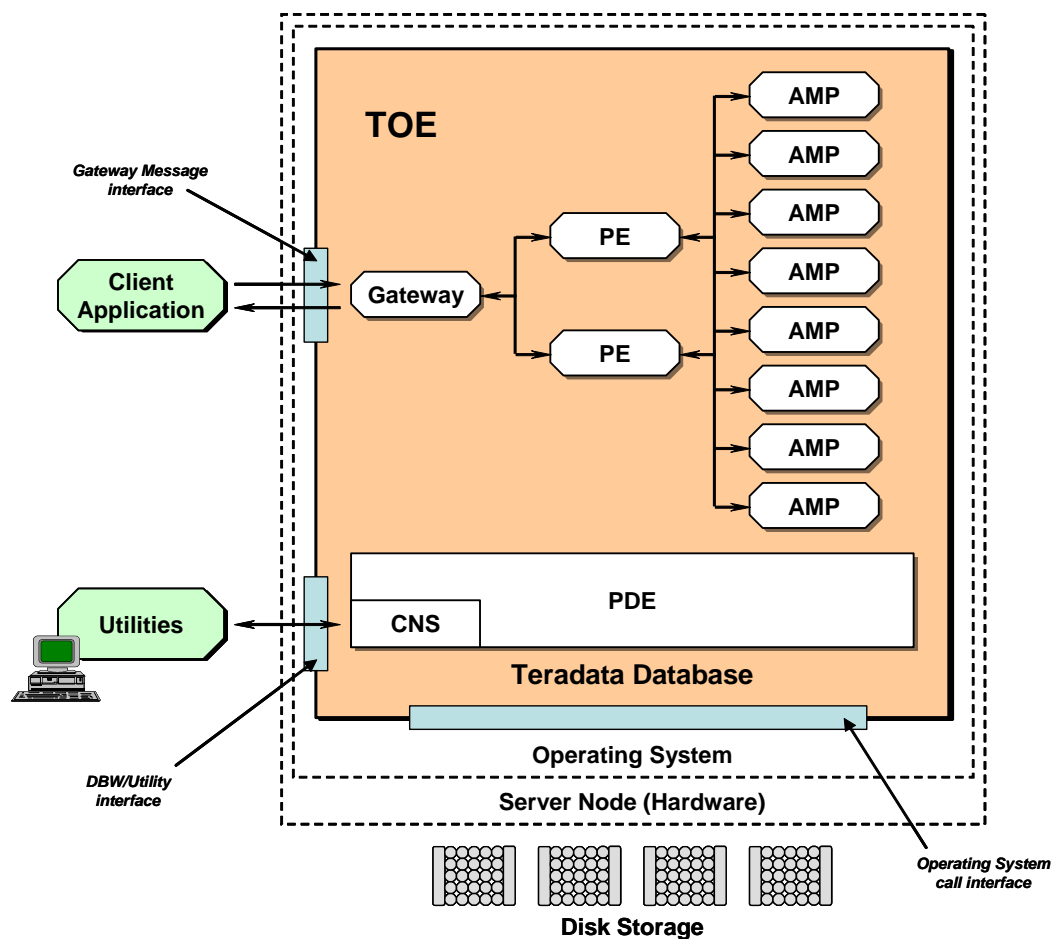 AMP
TOE
AMP
Gateway Message
interface
AMP
PE
Client
Application
AMP
Gateway
AMP
PE
AMP
AMP
AMP
PDE
Utilities
CNS
Teradata Database
Operating System
DBW/Utility
interface
Server Node (Hardware)
Operating System
call interface
Disk Storage